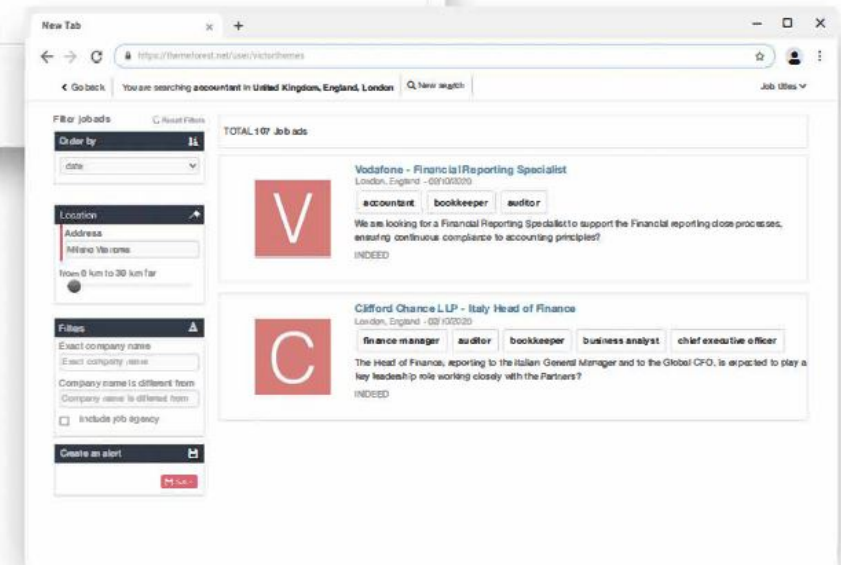 New Tab
https://themeforest.net/user/victorthemes
Go back You are searching accountant in United Kingdom, England, London New search Job titles
Filter job ads Reset Filters
Order by
date
Location
Address
Milano Via roma
from 0 km to 30 km far
Filters
Exact company name
Exact company name
Company name is different from
Company name is different from
Include job agency
Create an alert
TOTAL 107 Job ads
V
Vodafone - Financial Reporting Specialist
London, England - 02/10/2020
accountant bookkeeper auditor
We are looking for a Financial Reporting Specialist to support the Financial reporting close processes,
ensuring continuous compliance to accounting principles?
INDEED
C
Clifford Chance LLP - Italy Head of Finance
London, England - 02/10/2020
finance manager auditor bookkeeper business analyst chief executive officer
The Head of Finance, reporting to the Italian General Manager and to the Global CFO, is expected to play a
key leadership role working closely with the Partners?
INDEED